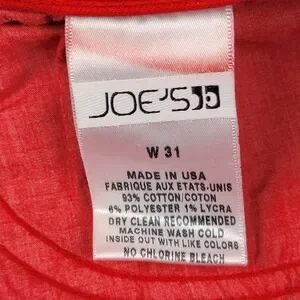 JOE'S
W 31
MADE IN USA
FABRIQUE AUX ETATS-UNIS
93% COTTON/COTON
6% POLYESTER 1% LYCRA
DRY CLEAN RECOMMENDED
MACHINE WASH COLD
INSIDE OUT WITH LIKE COLORS
NO CHLORINE BLEACH